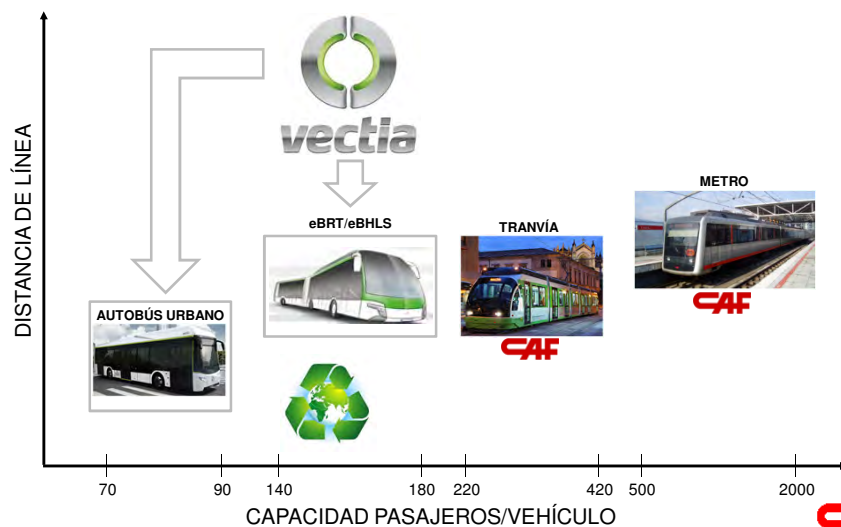 vectia
METRO
eBRT/eBHLS
TRANVÍA
CAF
AUTOBÚS URBANO
CAF
DISTANCIA DE LÍNEA
70
90
140
180
220
420
500
2000
CAPACIDAD PASAJEROS/VEHÍCULO